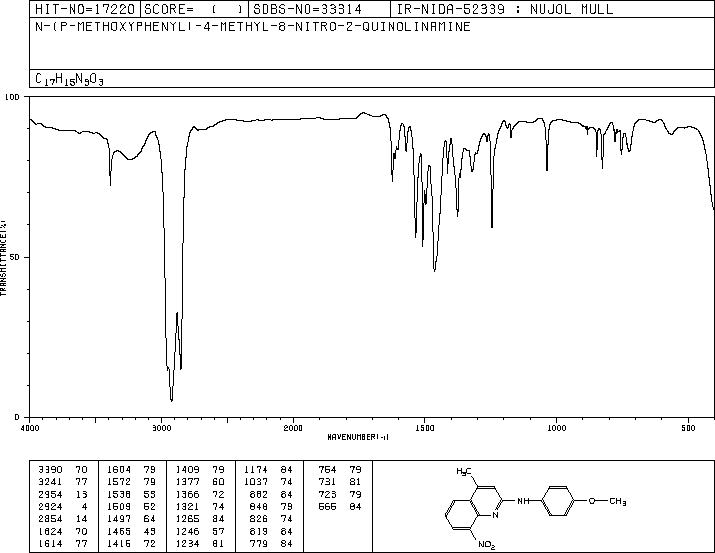 HIT-NO=17220 SCORE= ( ) SDBS-NO=33314 IR-NIDA-52339 : NUJOL MULL
N-(P-METHOXYPHENYL)-4-METHYL-8-NITRO-2-QUINOLINAMINE
C17H15N3O3
100
50
0
TRANSMITTANCE(%)
4000 3000 2000 1500 1000 500
WAVENUMBER(-1)
3390 70 1604 79 1409 79 1174 84 754 79
3241 77 1572 79 1377 60 1037 74 731 81
2954 13 1538 55 1366 72 882 84 723 79
2924 4 1509 52 1321 74 848 79 566 84
2854 14 1497 64 1265 84 826 74
1624 70 1465 43 1246 57 819 84
1614 77 1416 72 1234 81 779 84
H3C
N
NH
O
CH3
NO2